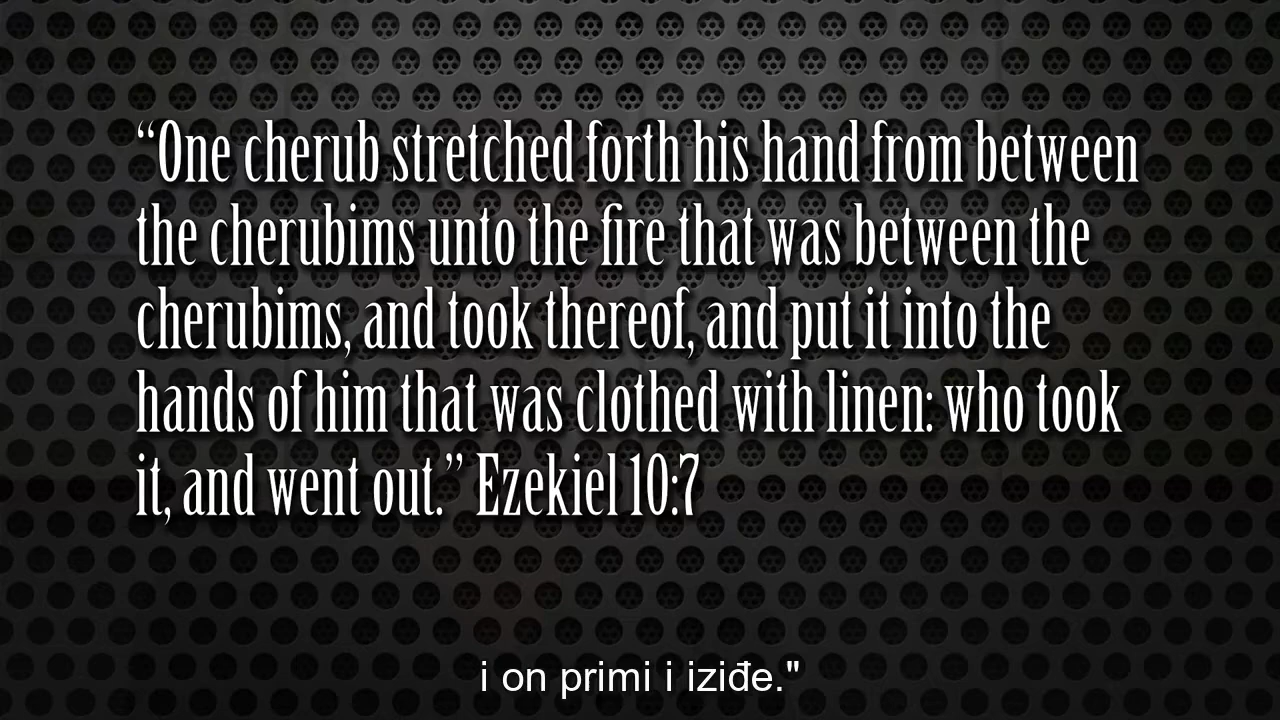 “One cherub stretched forth his hand from between
the cherubims unto the fire that was between the
cherubims, and took thereof, and put it into the
hands of him that was clothed with linen: who took
it, and went out.” Ezekiel 10:7
i on primi i iziđe."